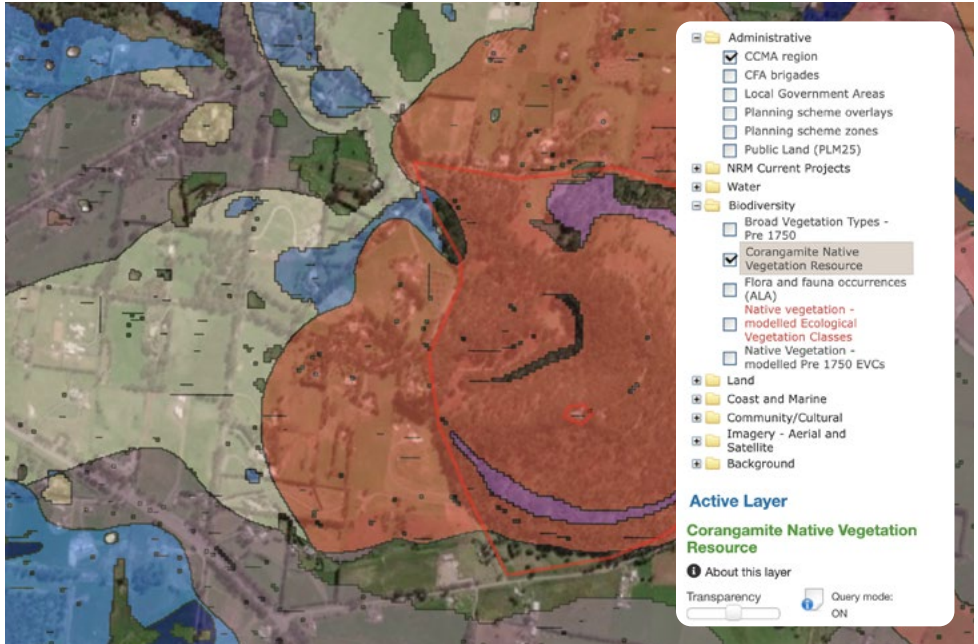 Administrative
CCMA region
CFA brigades
Local Government Areas
Planning scheme overlays
Planning scheme zones
Public Land (PLM25)
NRM Current Projects
Water
Biodiversity
Broad Vegetation Types -
Pre 1750
Corangamite Native
Vegetation Resource
Flora and fauna occurrences
(ALA)
Native vegetation -
modelled Ecological
Vegetation Classes
Native Vegetation -
modelled Pre 1750 EVCs
Land
Coast and Marine
Community/Cultural
Imagery - Aerial and
Satellite
Background
Active Layer
Corangamite Native Vegetation
Resource
About this layer
Transparency
Query mode:
ON